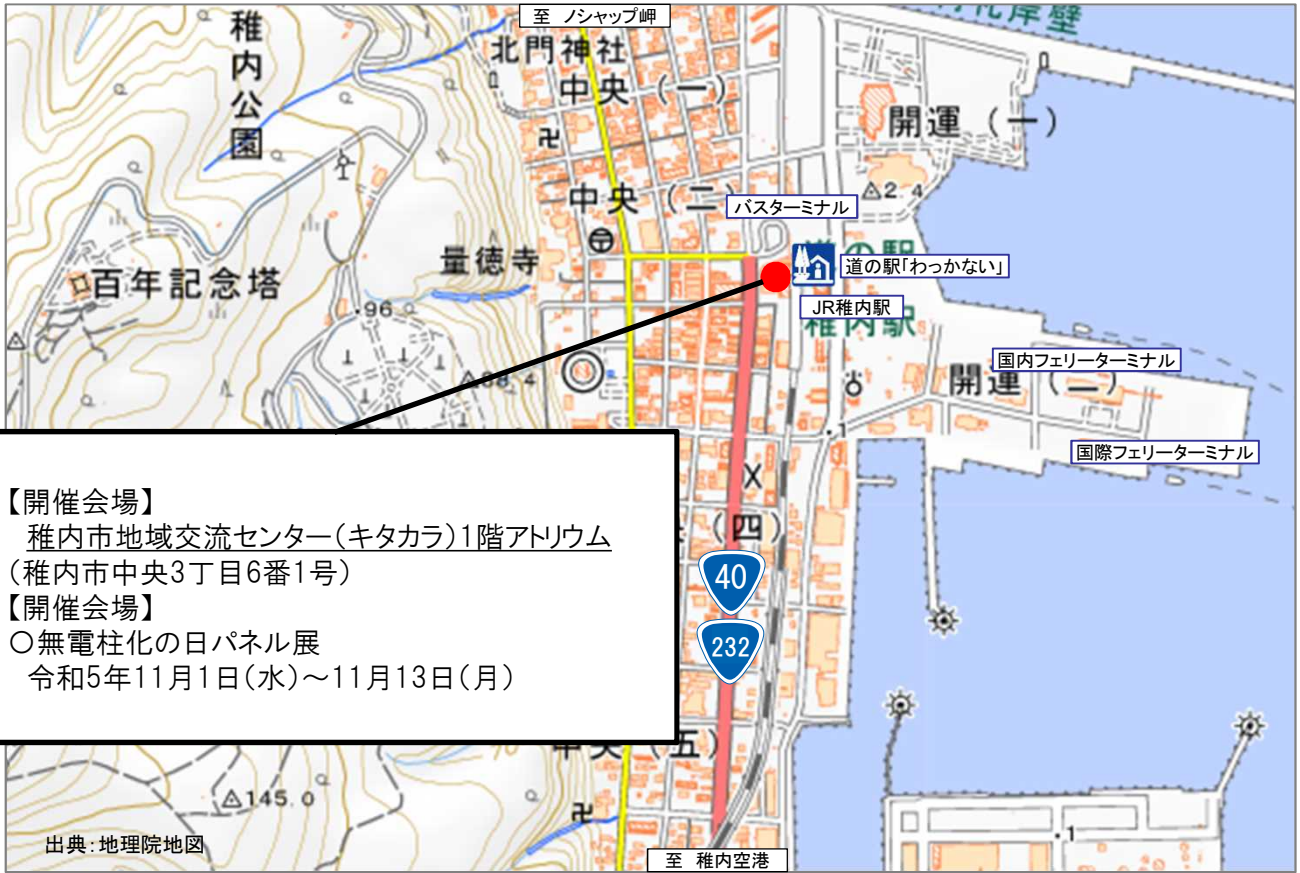 至 ノシャップ岬
稚内公園
北門神社
中央(一)
開運(一)
中央(二)
バスターミナル
2.4
道の駅「わっかない」
量徳寺
百年記念塔
96
JR稚内駅
稚内駅
国内フェリーターミナル
開運(二)
国際フェリーターミナル
1
【開催会場】
稚内市地域交流センター(キタカラ)1階アトリウム
(稚内市中央3丁目6番1号)
【開催会場】
〇無電柱化の日パネル展
令和5年11月1日(水)～11月13日(月)
(四)
40
232
中央(五)
145.0
1
出典:地理院地図
至 稚内空港